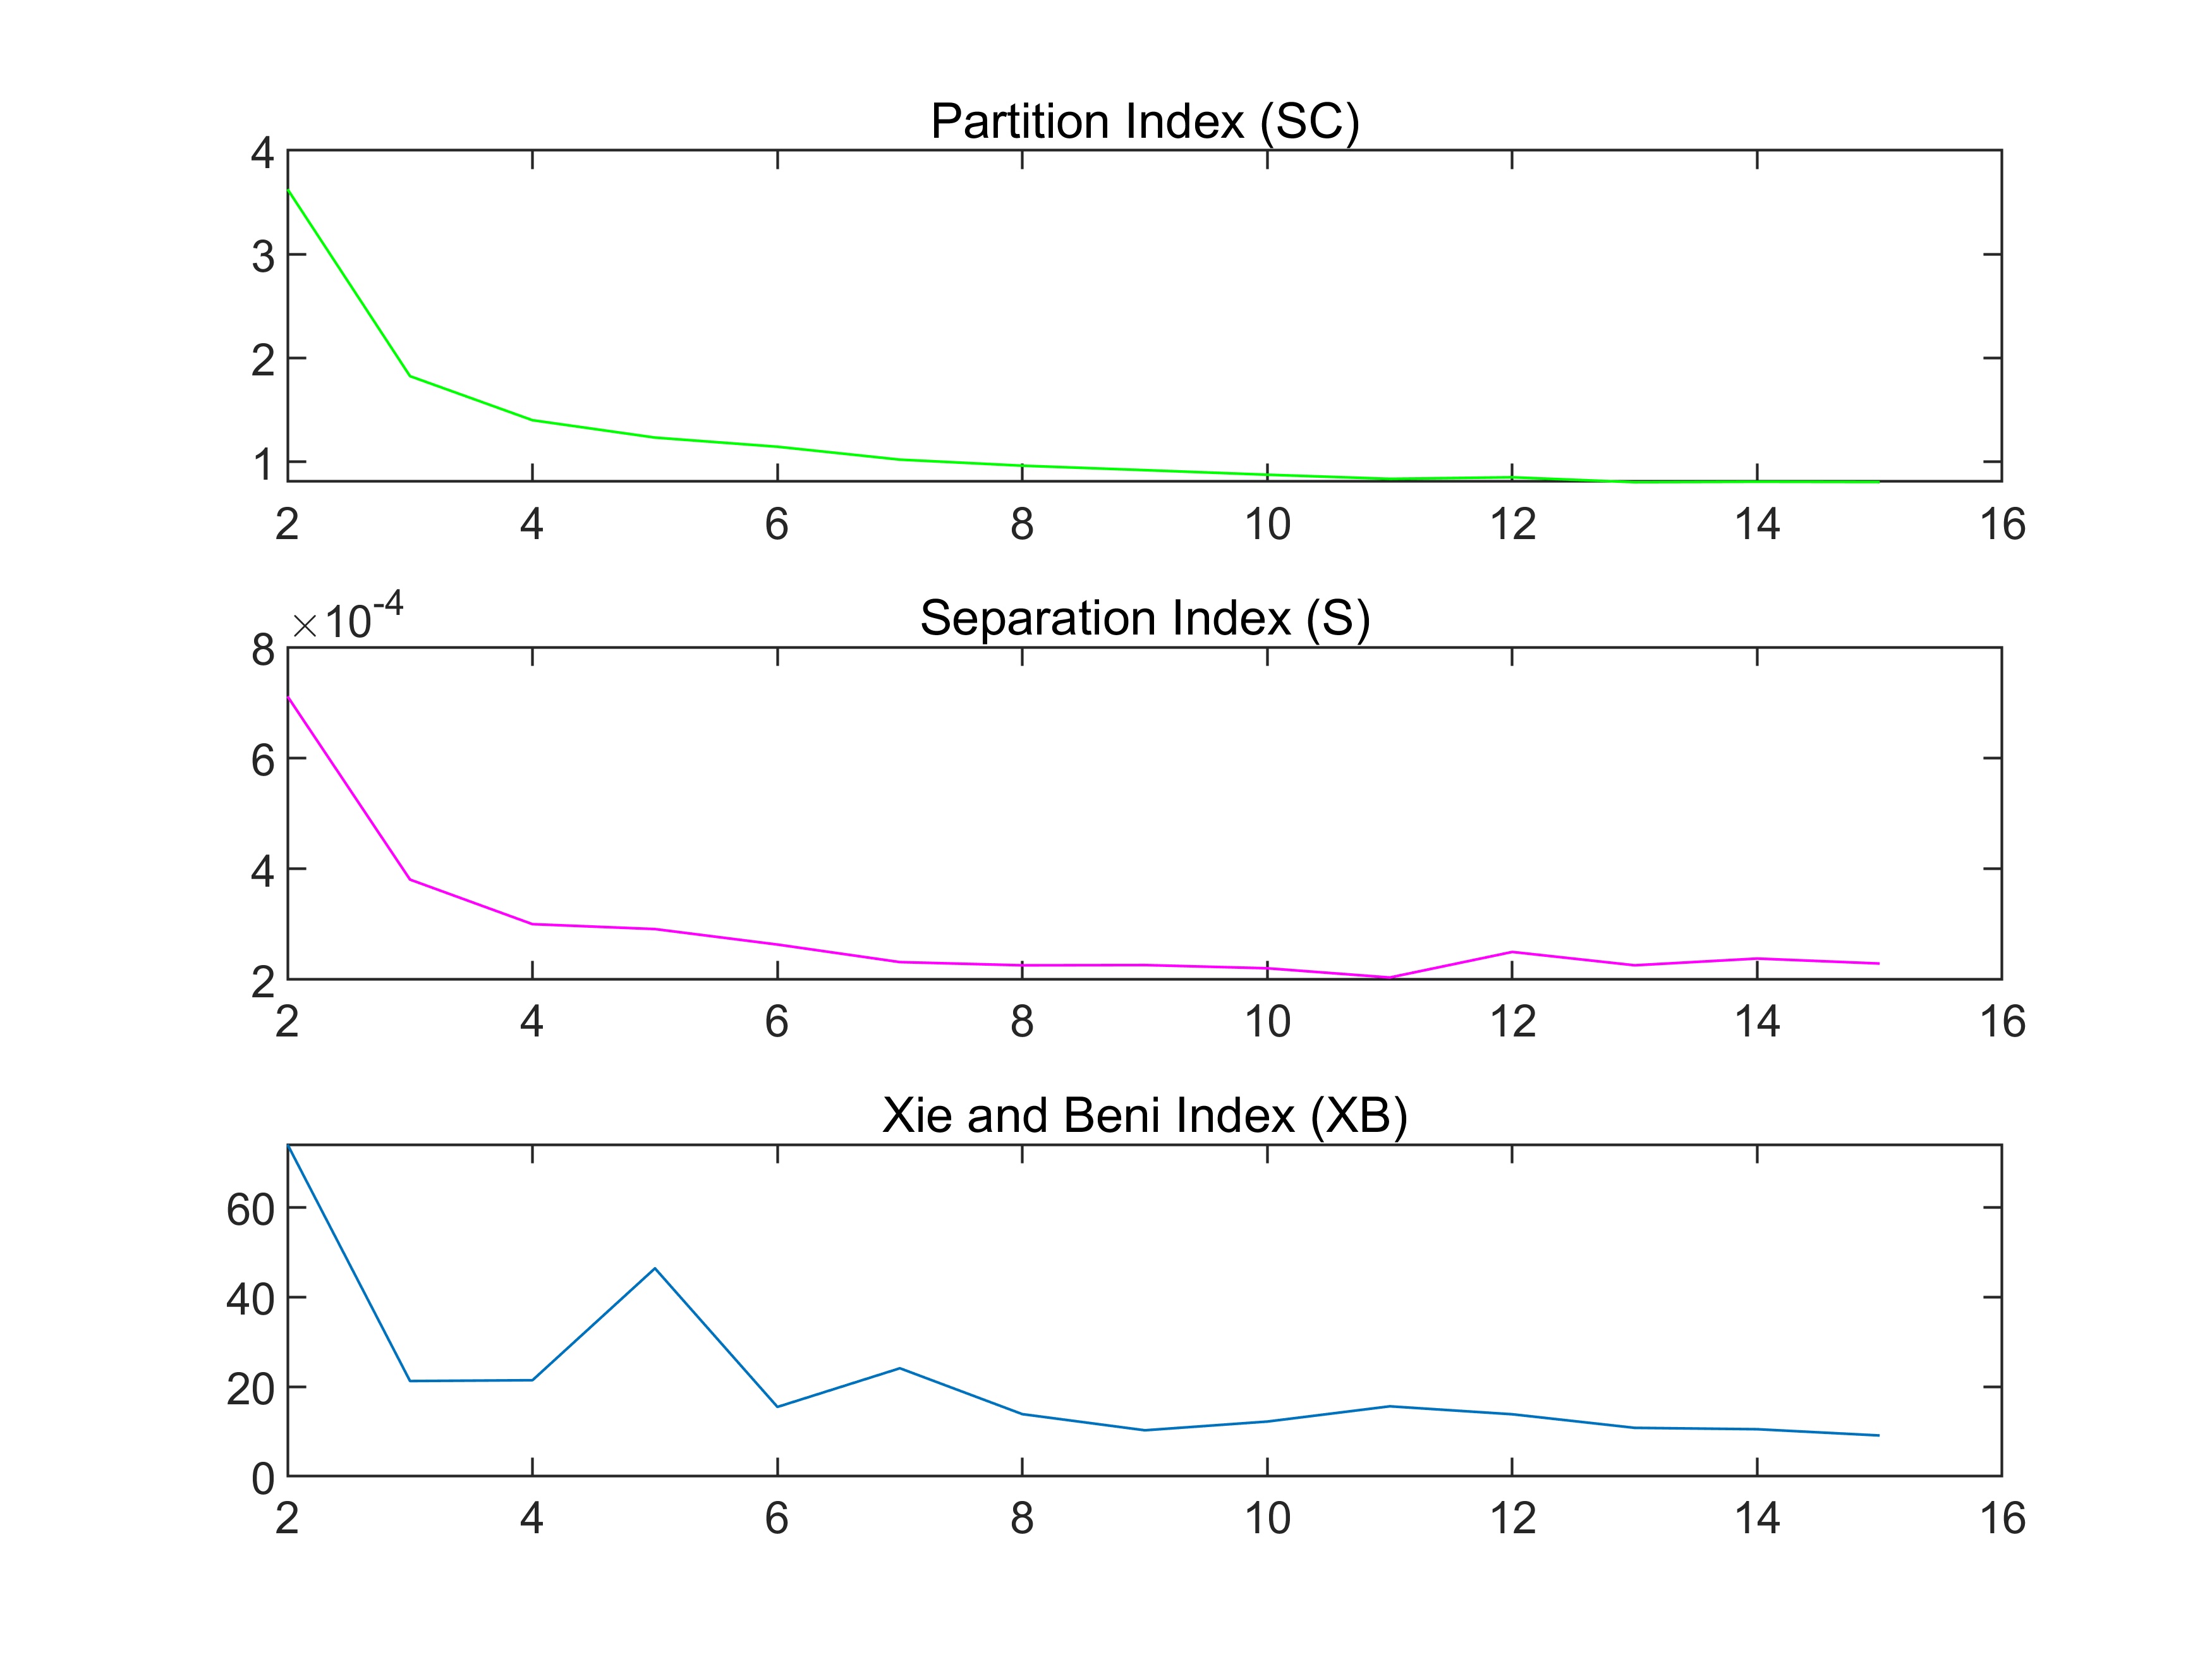 Partition Index (SC)
4
3
2
1
2 4 6 8 10 12 14 16
×10-4
Separation Index (S)
8
6
4
2
2 4 6 8 10 12 14 16
Xie and Beni Index (XB)
60
40
20
0
2 4 6 8 10 12 14 16